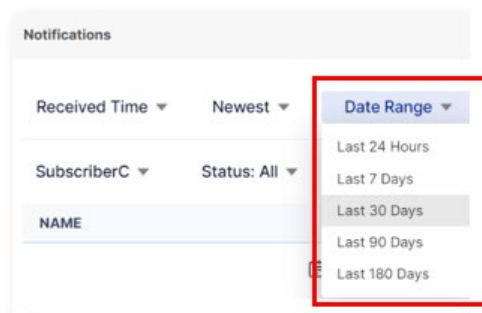 Notifications
Received Time Newest Date Range
Last 24 Hours
SubscriberC Status: All
Last 7 Days
NAME
Last 30 Days
Last 90 Days
Last 180 Days